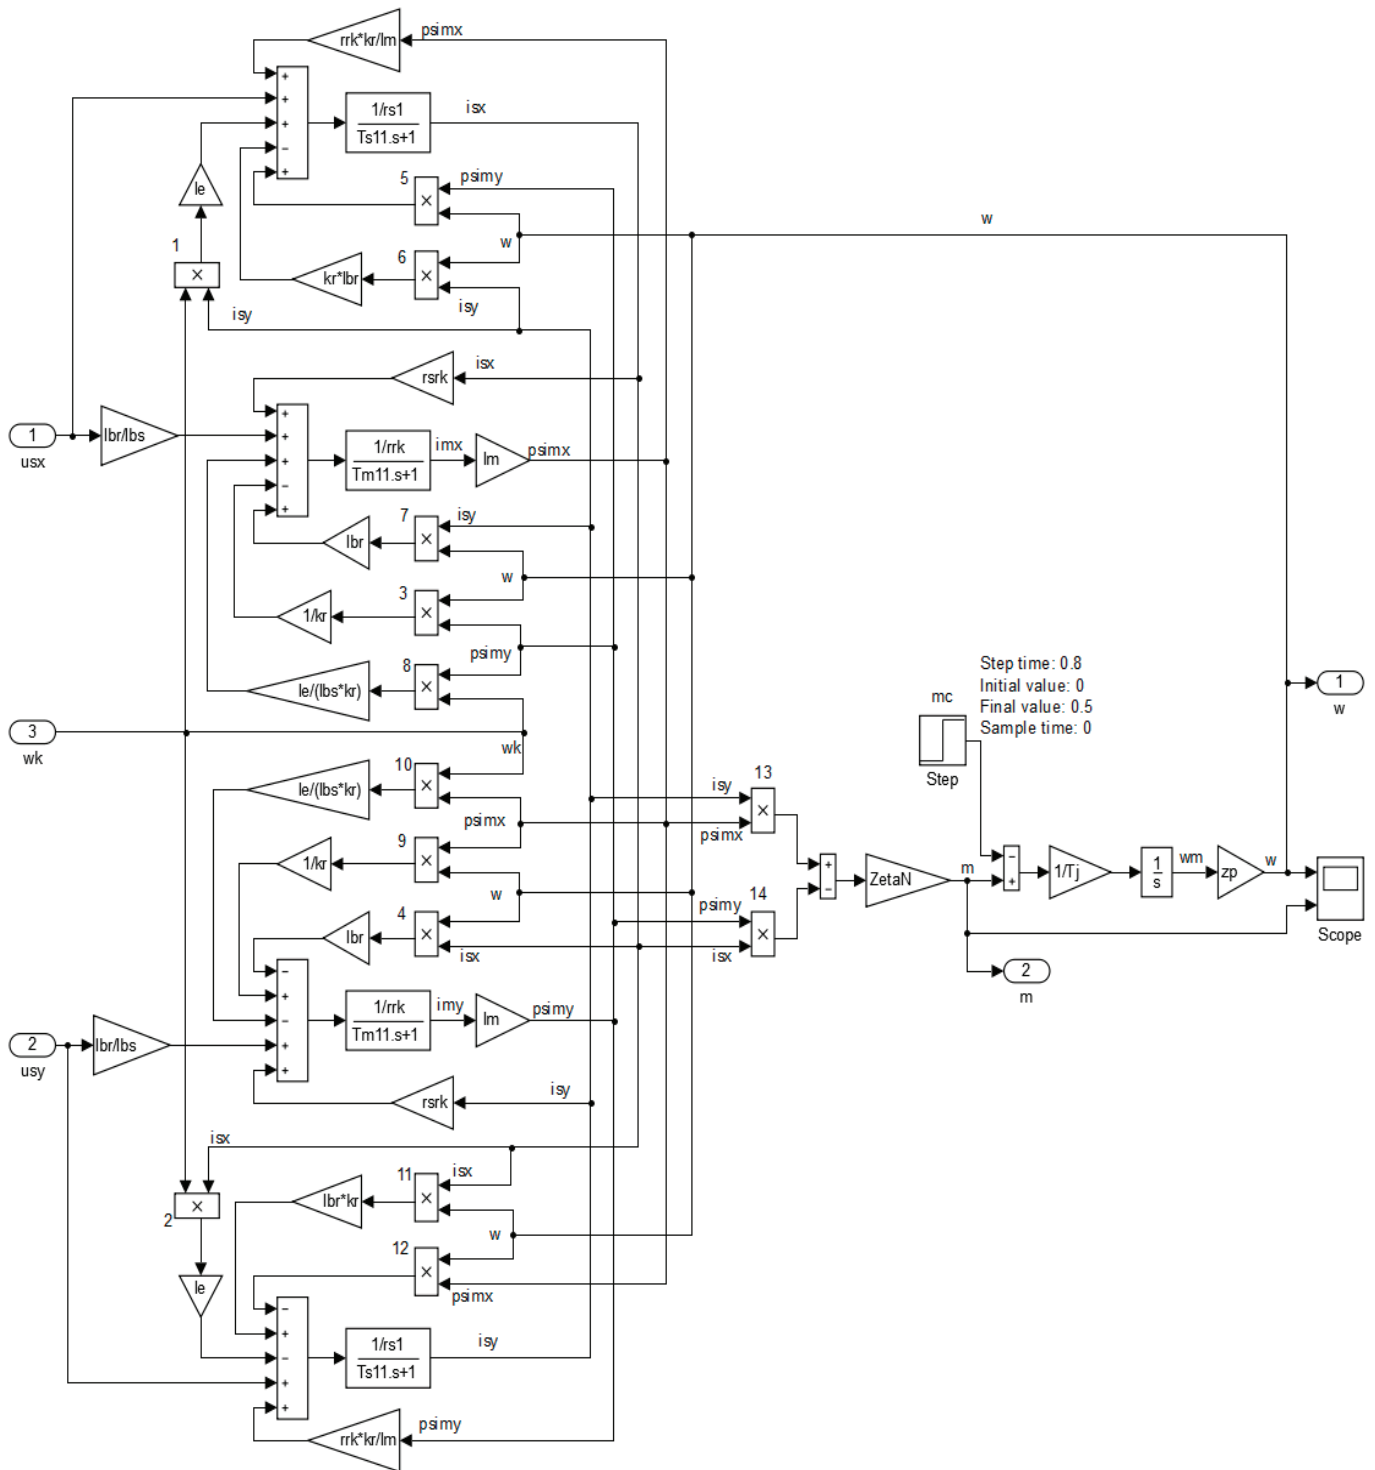 rrk*kr/lm
psimx
+
+
+
−
+
1/rs1
Ts11.s+1
isx
le
5
×
psimy
w
w
1
×
kr*lbr
6
×
isy
isy
rsrk
isx
1
usx
lbr/lbs
+
+
+
−
+
1/rrk
Tm11.s+1
imx
lm
psimx
lbr
7
×
isy
w
1/kr
3
×
psimy
le/(lbs*kr)
8
×
3
wk
wk
le/(lbs*kr)
10
×
psimx
1/kr
9
×
w
lbr
4
×
isx
−
+
−
+
+
1/rrk
Tm11.s+1
imy
lm
psimy
2
usy
lbr/lbs
rsrk
isy
isx
×
2
lbr*kr
11
×
isx
w
12
×
psimx
le
−
+
−
+
+
1/rs1
Ts11.s+1
isy
rrk*kr/lm
psimy
isy
psimx
13
×
psimy
isx
14
×
+
−
ZetaN
m
mc
Step
Step time: 0.8
Initial value: 0
Final value: 0.5
Sample time: 0
−
+
1/Tj
1
s
wm
zp
w
1
w
Scope
2
m